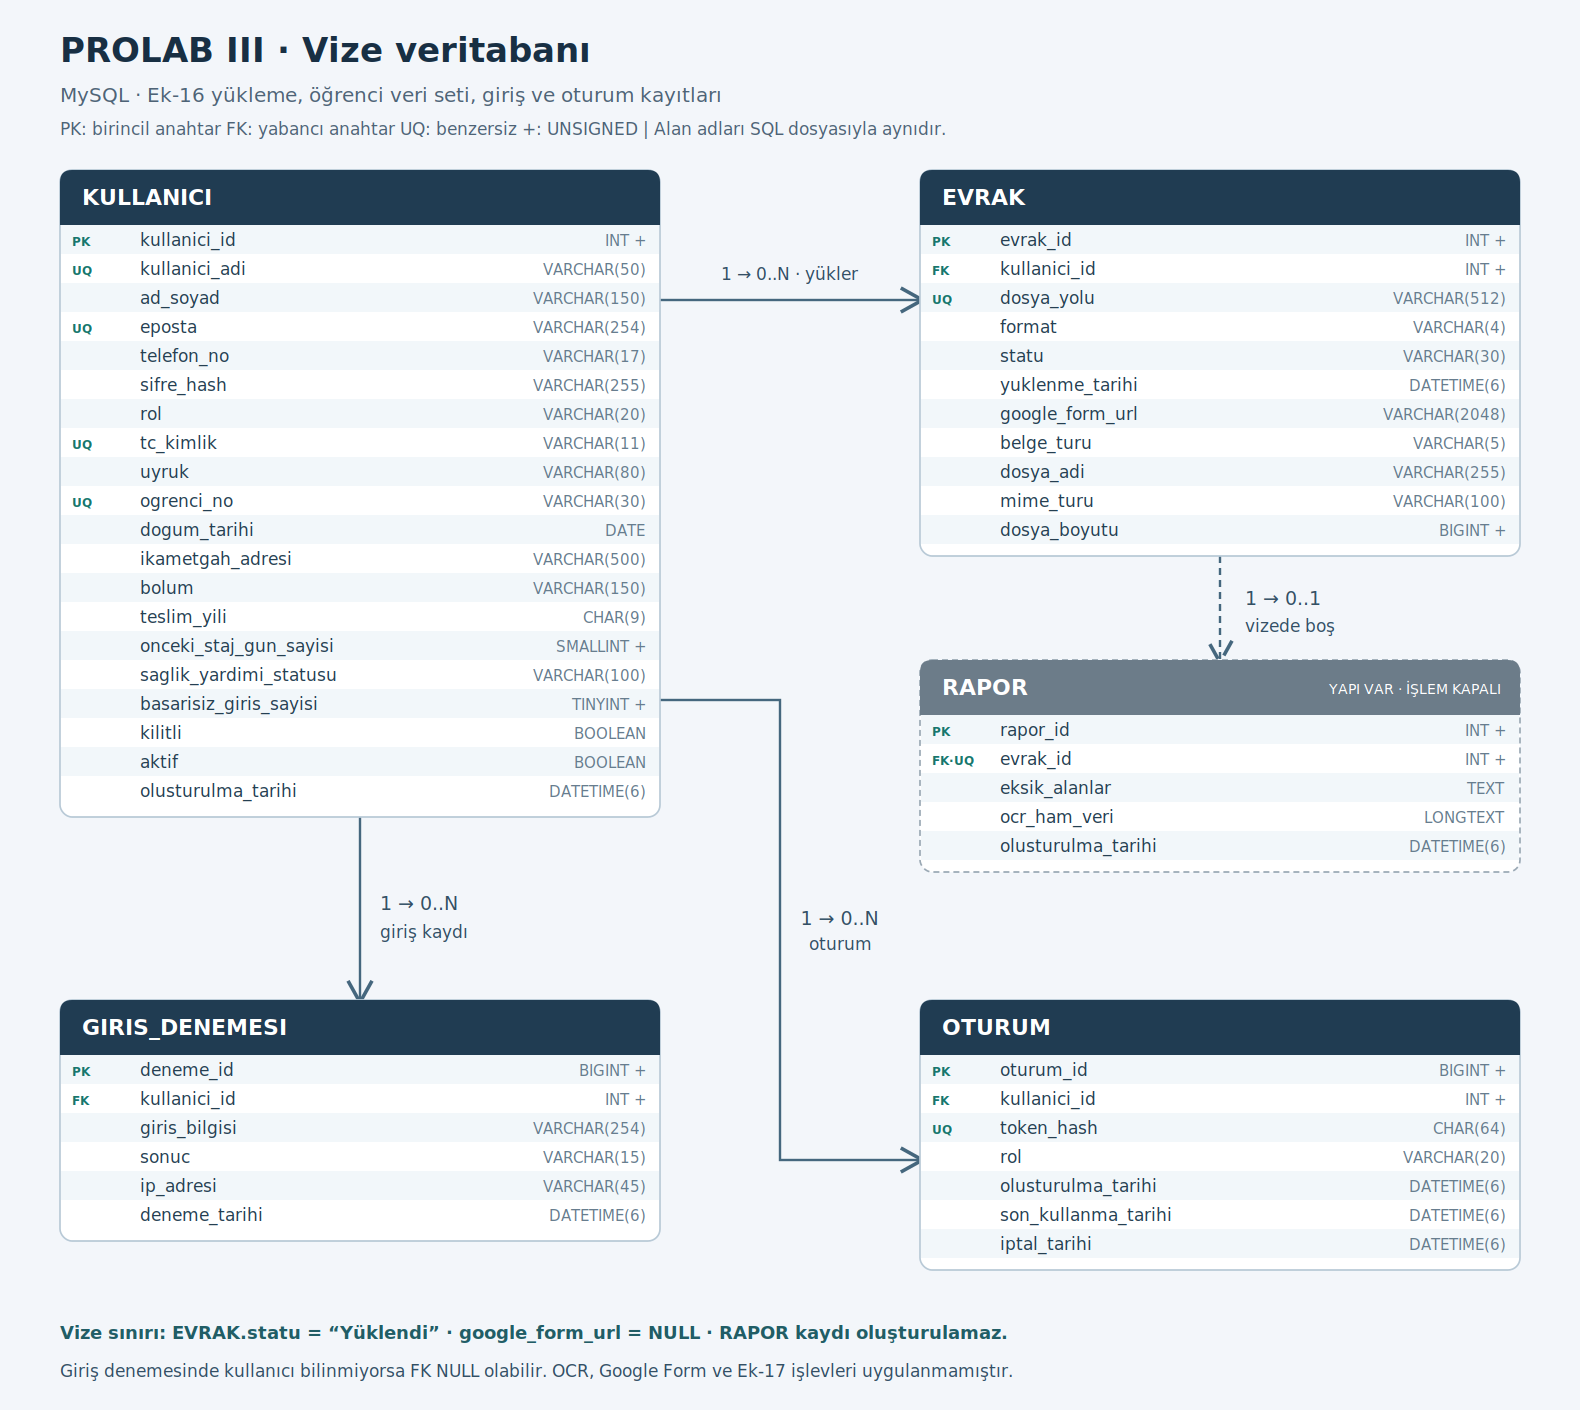 PROLAB III · Vize veritabanı
MySQL · Ek-16 yükleme, öğrenci veri seti, giriş ve oturum kayıtları
PK: birincil anahtar FK: yabancı anahtar UQ: benzersiz +: UNSIGNED | Alan adları SQL dosyasıyla aynıdır.
KULLANICI
PK kullanici_id INT +
UQ kullanici_adi VARCHAR(50)
ad_soyad VARCHAR(150)
UQ eposta VARCHAR(254)
telefon_no VARCHAR(17)
sifre_hash VARCHAR(255)
rol VARCHAR(20)
UQ tc_kimlik VARCHAR(11)
uyruk VARCHAR(80)
UQ ogrenci_no VARCHAR(30)
dogum_tarihi DATE
ikametgah_adresi VARCHAR(500)
bolum VARCHAR(150)
teslim_yili CHAR(9)
onceki_staj_gun_sayisi SMALLINT +
saglik_yardimi_statusu VARCHAR(100)
basarisiz_giris_sayisi TINYINT +
kilitli BOOLEAN
aktif BOOLEAN
olusturulma_tarihi DATETIME(6)
1 → 0..N · yükler
EVRAK
PK evrak_id INT +
FK kullanici_id INT +
UQ dosya_yolu VARCHAR(512)
format VARCHAR(4)
statu VARCHAR(30)
yuklenme_tarihi DATETIME(6)
google_form_url VARCHAR(2048)
belge_turu VARCHAR(5)
dosya_adi VARCHAR(255)
mime_turu VARCHAR(100)
dosya_boyutu BIGINT +
1 → 0..1
vizede boş
RAPOR YAPI VAR · İŞLEM KAPALI
PK rapor_id INT +
FK·UQ evrak_id INT +
eksik_alanlar TEXT
ocr_ham_veri LONGTEXT
olusturulma_tarihi DATETIME(6)
1 → 0..N
giriş kaydı
1 → 0..N
oturum
GIRIS_DENEMESI
PK deneme_id BIGINT +
FK kullanici_id INT +
giris_bilgisi VARCHAR(254)
sonuc VARCHAR(15)
ip_adresi VARCHAR(45)
deneme_tarihi DATETIME(6)
OTURUM
PK oturum_id BIGINT +
FK kullanici_id INT +
UQ token_hash CHAR(64)
rol VARCHAR(20)
olusturulma_tarihi DATETIME(6)
son_kullanma_tarihi DATETIME(6)
iptal_tarihi DATETIME(6)
Vize sınırı: EVRAK.statu = “Yüklendi” · google_form_url = NULL · RAPOR kaydı oluşturulamaz.
Giriş denemesinde kullanıcı bilinmiyorsa FK NULL olabilir. OCR, Google Form ve Ek-17 işlevleri uygulanmamıştır.